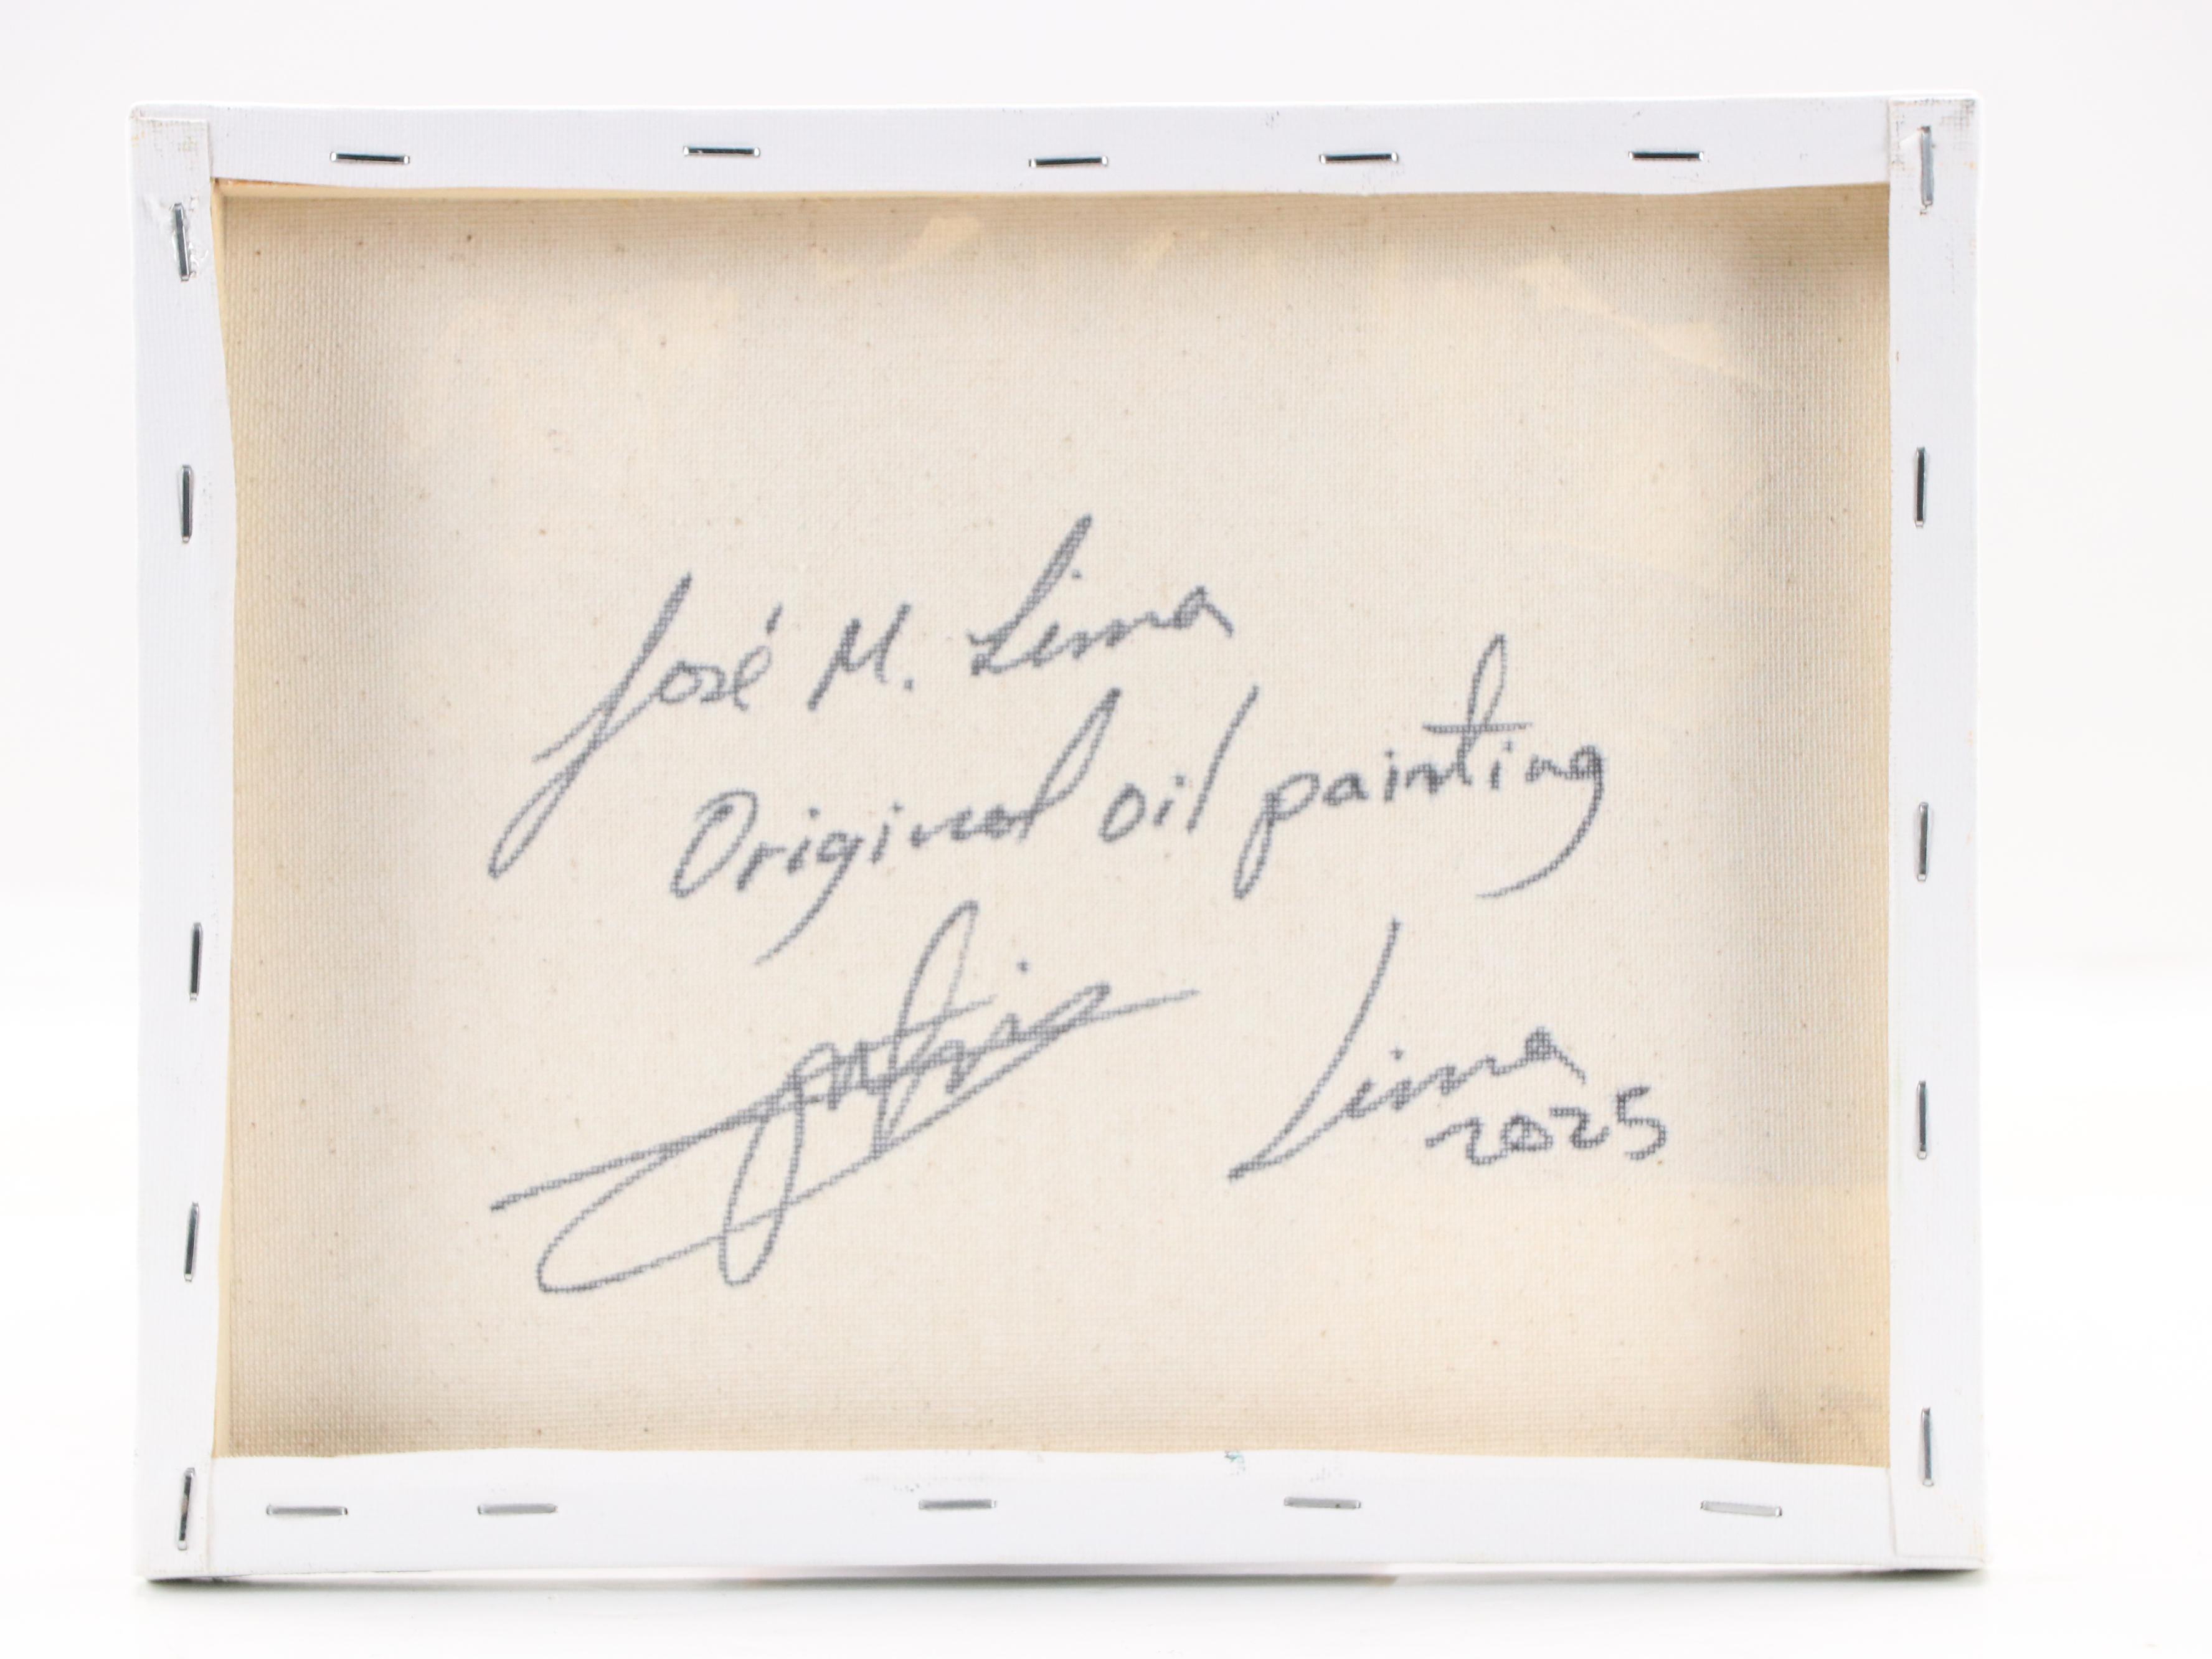 José M. Lima
Original oil painting
Lima
2025